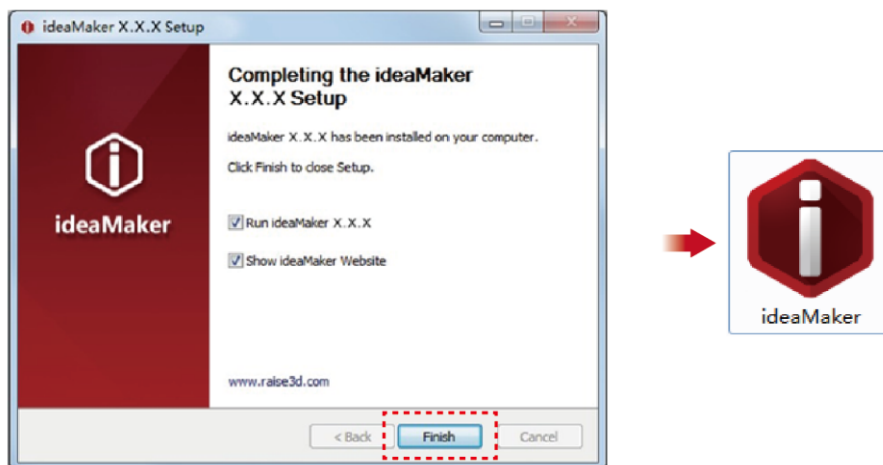 ideaMaker X.X.X Setup
Completing the ideaMaker
X.X.X Setup
ideaMaker X.X.X has been installed on your computer.
Click Finish to close Setup.
ideaMaker
Run ideaMaker X.X.X
Show ideaMaker Website
www.raise3d.com
< Back Finish Cancel
ideaMaker